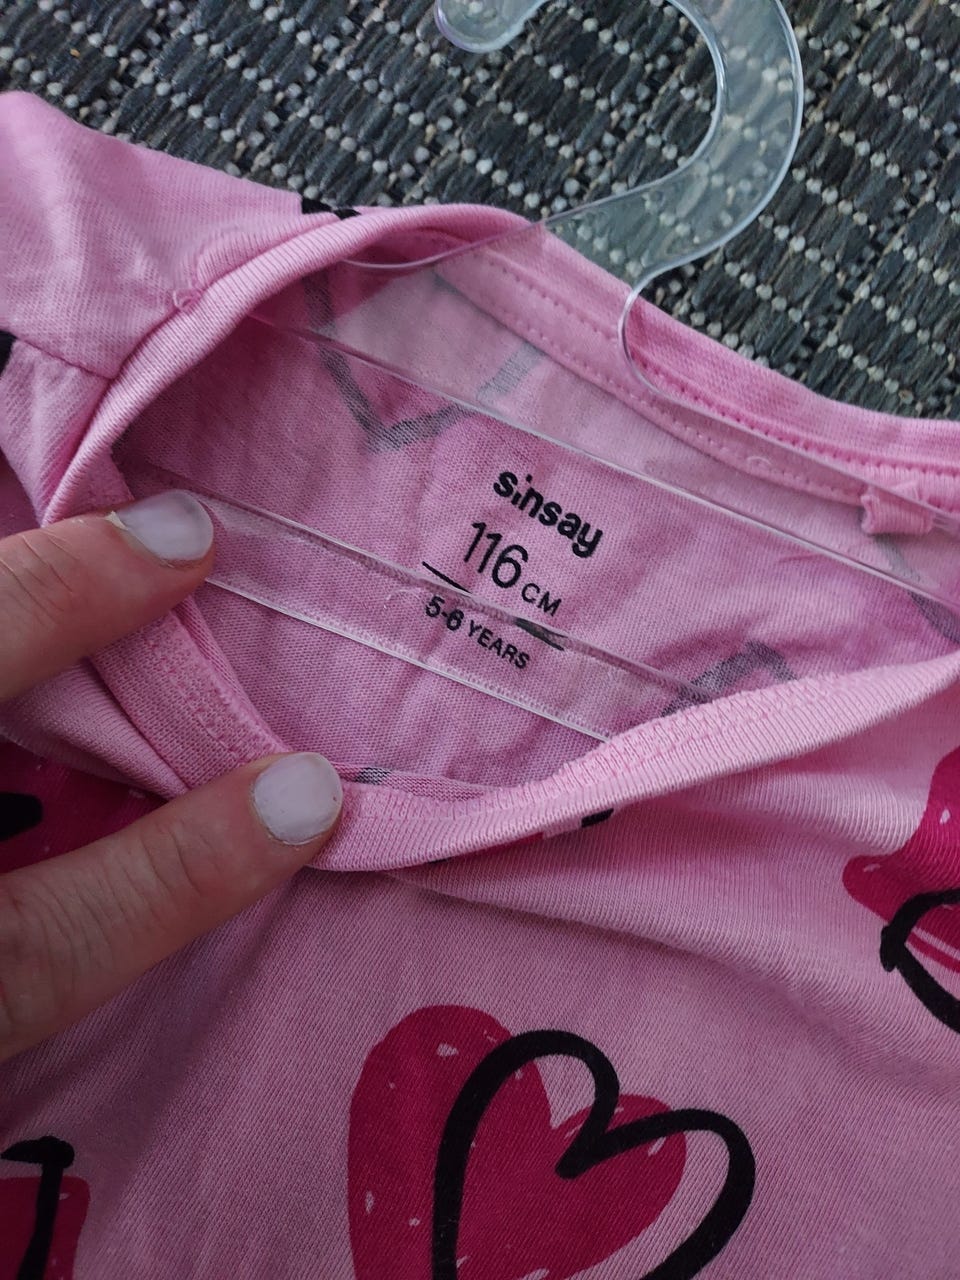 sinsay
116 CM
5-6 YEARS